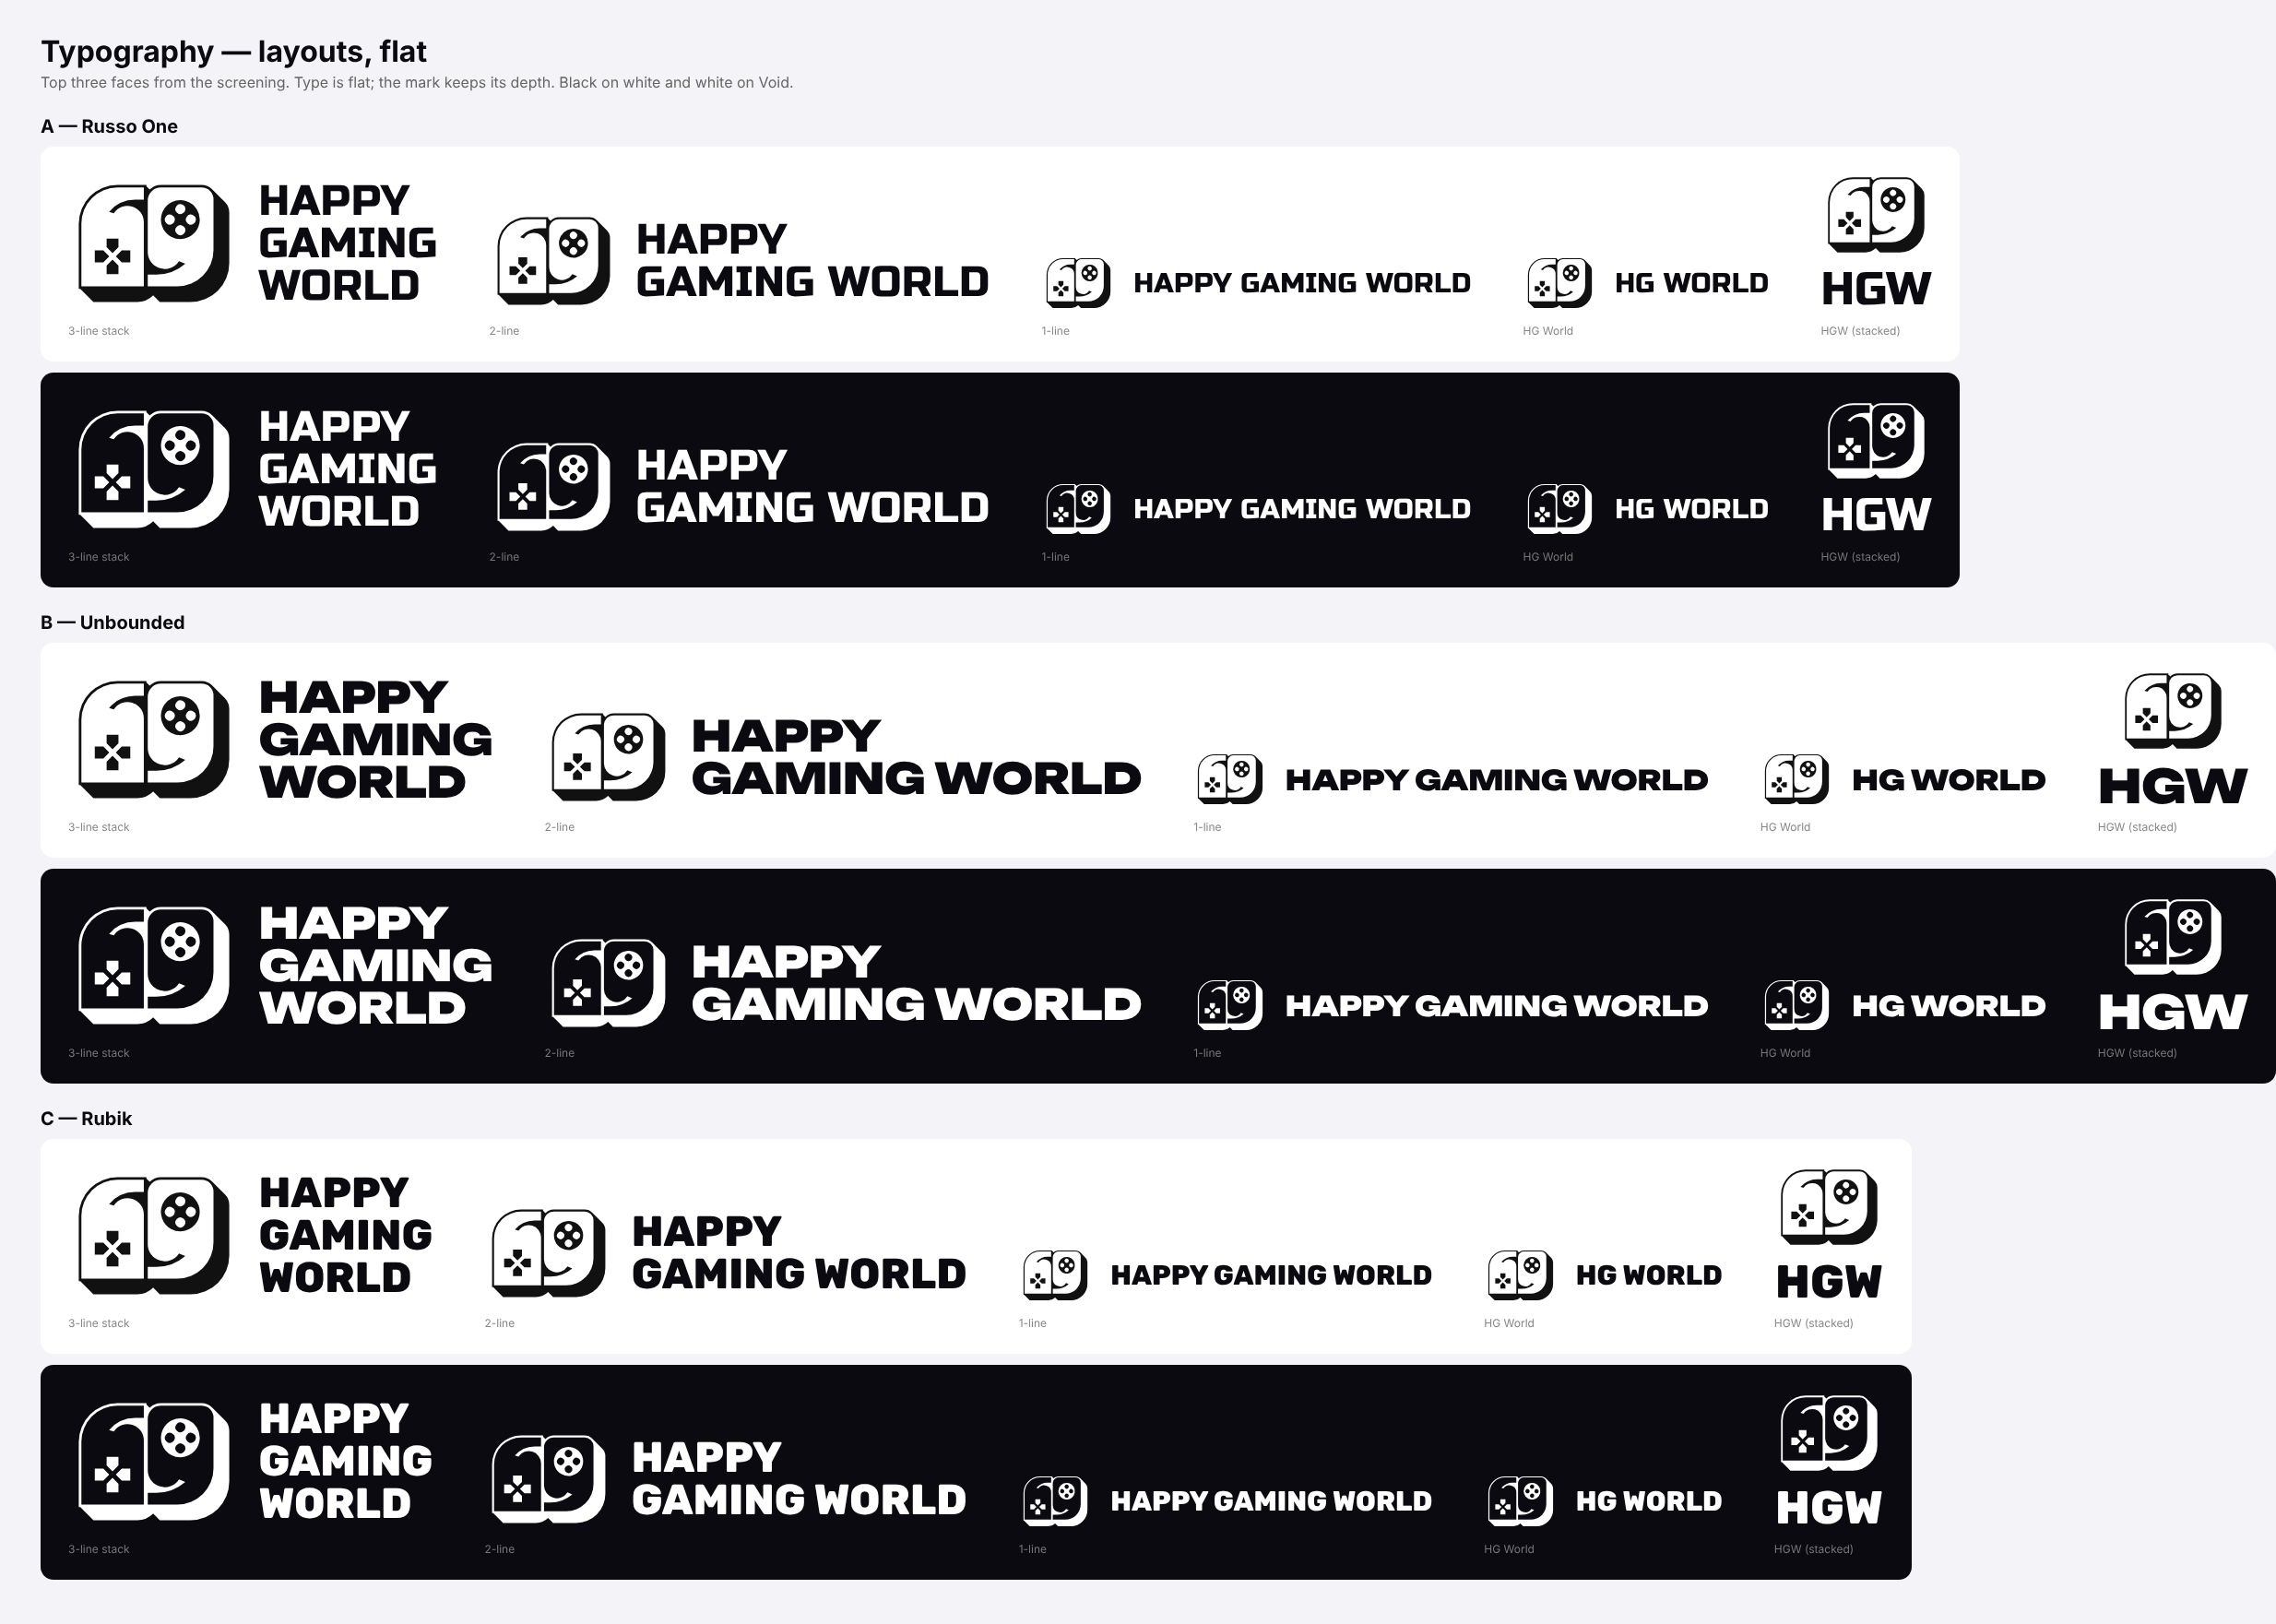 Typography — layouts, flat
Top three faces from the screening. Type is flat; the mark keeps its depth. Black on white and white on Void.
A — Russo One
HAPPY
GAMING
WORLD
3-line stack
HAPPY
GAMING WORLD
2-line
HAPPY GAMING WORLD
1-line
HG WORLD
HG World
HGW
HGW (stacked)
HAPPY
GAMING
WORLD
3-line stack
HAPPY
GAMING WORLD
2-line
HAPPY GAMING WORLD
1-line
HG WORLD
HG World
HGW
HGW (stacked)
B — Unbounded
HAPPY
GAMING
WORLD
3-line stack
HAPPY
GAMING WORLD
2-line
HAPPY GAMING WORLD
1-line
HG WORLD
HG World
HGW
HGW (stacked)
HAPPY
GAMING
WORLD
3-line stack
HAPPY
GAMING WORLD
2-line
HAPPY GAMING WORLD
1-line
HG WORLD
HG World
HGW
HGW (stacked)
C — Rubik
HAPPY
GAMING
WORLD
3-line stack
HAPPY
GAMING WORLD
2-line
HAPPY GAMING WORLD
1-line
HG WORLD
HG World
HGW
HGW (stacked)
HAPPY
GAMING
WORLD
3-line stack
HAPPY
GAMING WORLD
2-line
HAPPY GAMING WORLD
1-line
HG WORLD
HG World
HGW
HGW (stacked)